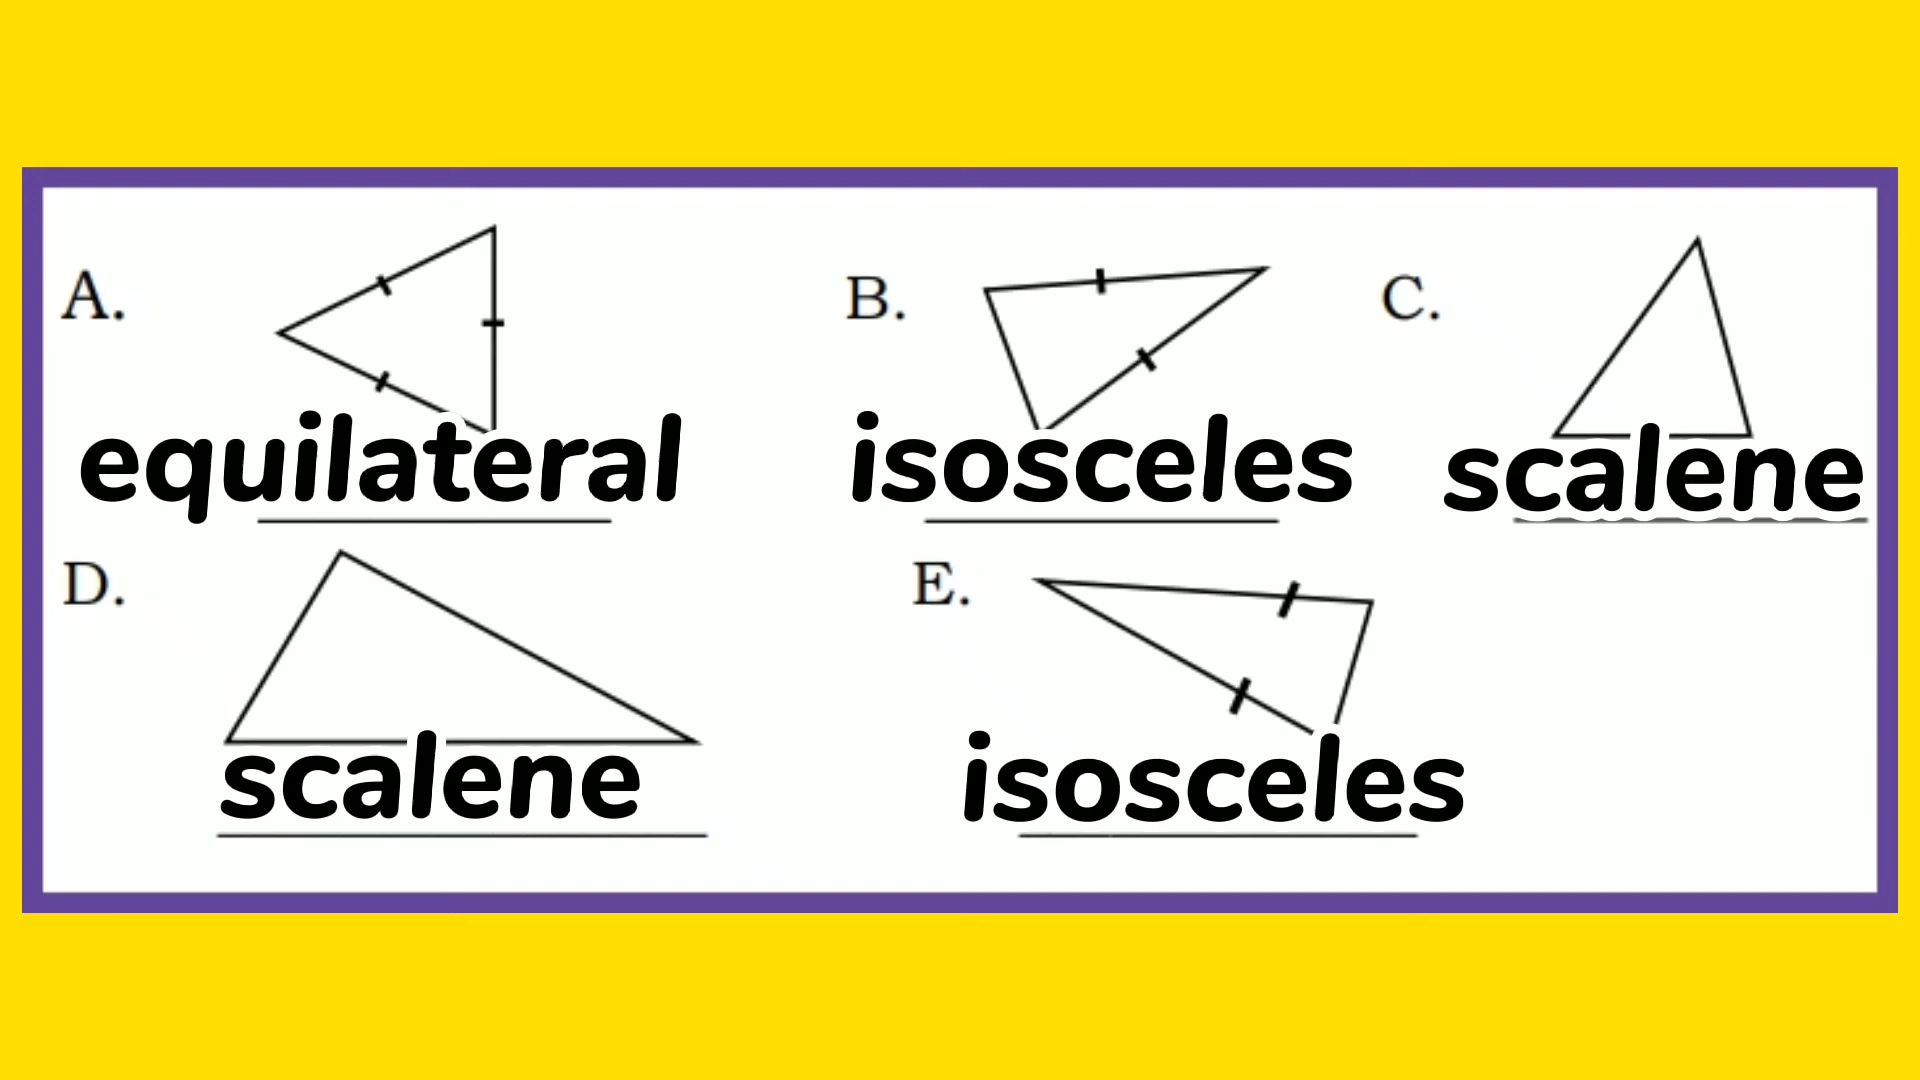 A.
equilateral
B.
isosceles
C.
scalene
D.
scalene
E.
isosceles